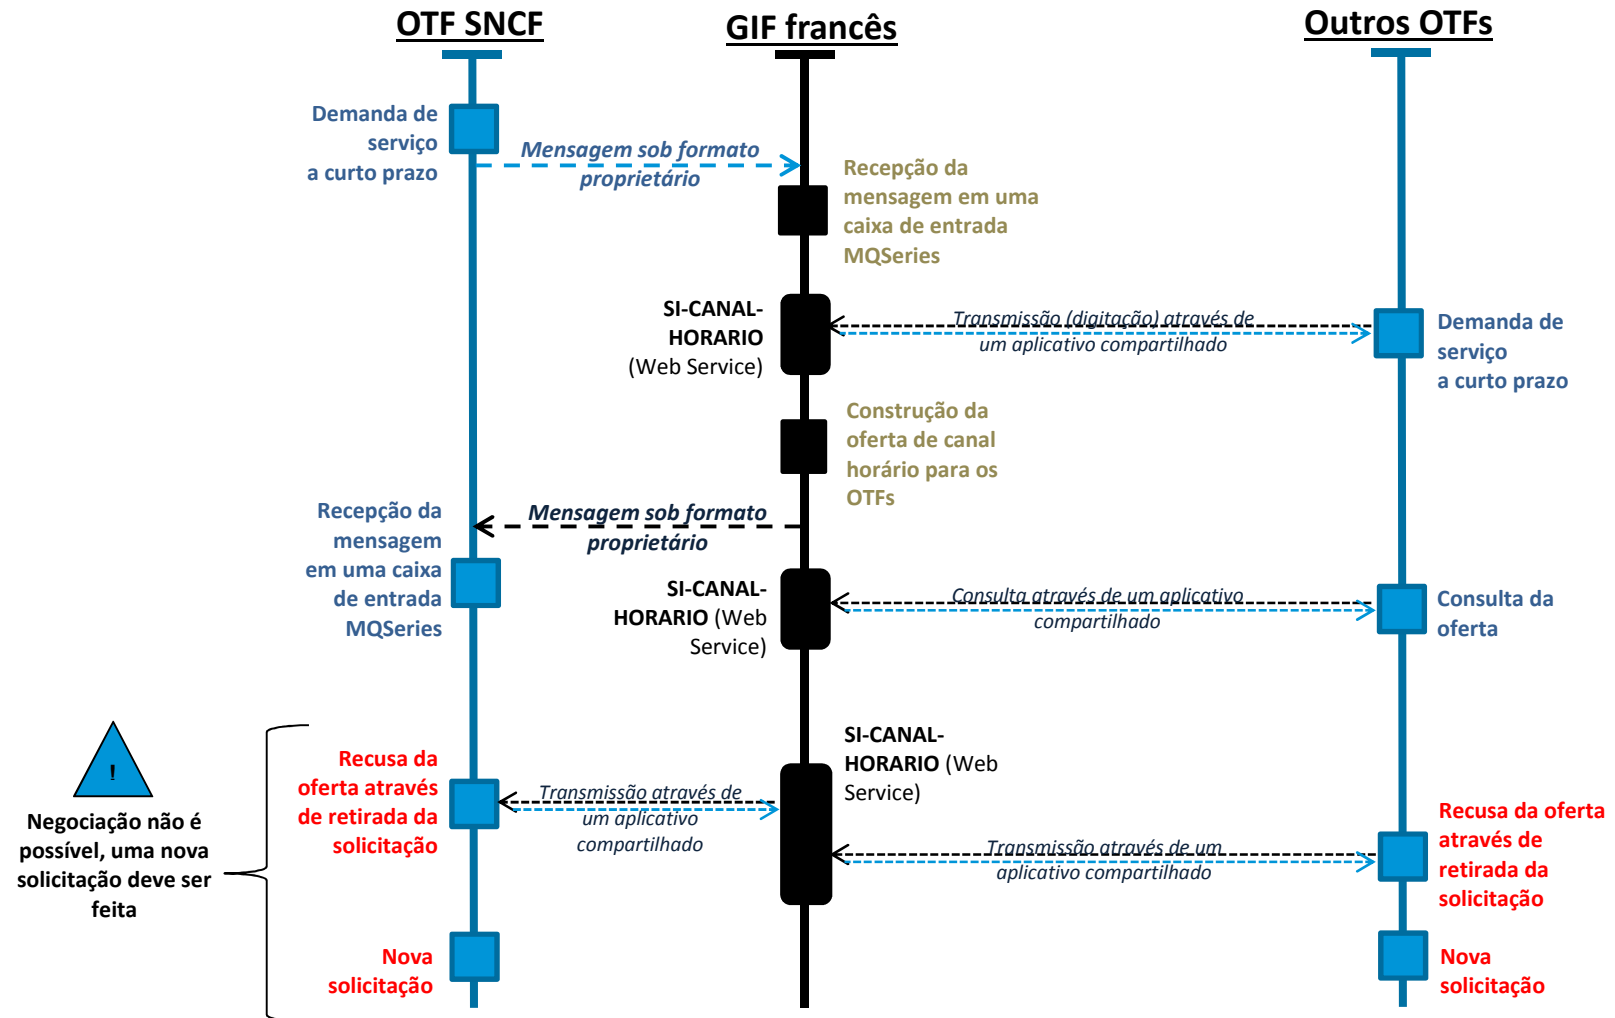 OTF SNCF
GIF francês
Outros OTFs
Demanda de
serviço
a curto prazo
Mensagem sob formato
proprietário
Recepção da
mensagem em uma
caixa de entrada
MQSeries
SI-CANAL-
HORARIO
(Web Service)
Transmissão (digitação) através de
um aplicativo compartilhado
Demanda de
serviço
a curto prazo
Construção da
oferta de canal
horário para os
OTFs
Recepção da
mensagem
em uma caixa
de entrada
MQSeries
Mensagem sob formato
proprietário
SI-CANAL-
HORARIO (Web
Service)
Consulta através de um aplicativo
compartilhado
Consulta da
oferta
!
Negociação não é
possível, uma nova
solicitação deve ser
feita
Recusa da
oferta através
de retirada da
solicitação
Transmissão através de
um aplicativo
compartilhado
SI-CANAL-
HORARIO (Web
Service)
Transmissão através de um
aplicativo compartilhado
Recusa da oferta
através de
retirada da
solicitação
Nova
solicitação
Nova
solicitação